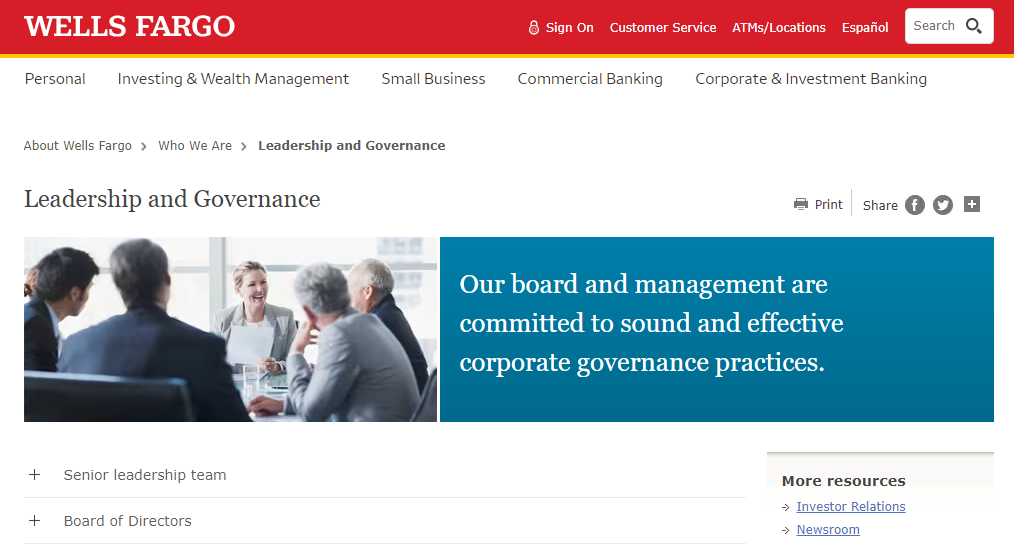 WELLS FARGO
Sign On Customer Service ATMs/Locations Español Search
Personal Investing & Wealth Management Small Business Commercial Banking Corporate & Investment Banking
About Wells Fargo > Who We Are > Leadership and Governance
Leadership and Governance
Print Share f +
Our board and management are
committed to sound and effective
corporate governance practices.
+ Senior leadership team
+ Board of Directors
More resources
Investor Relations
Newsroom